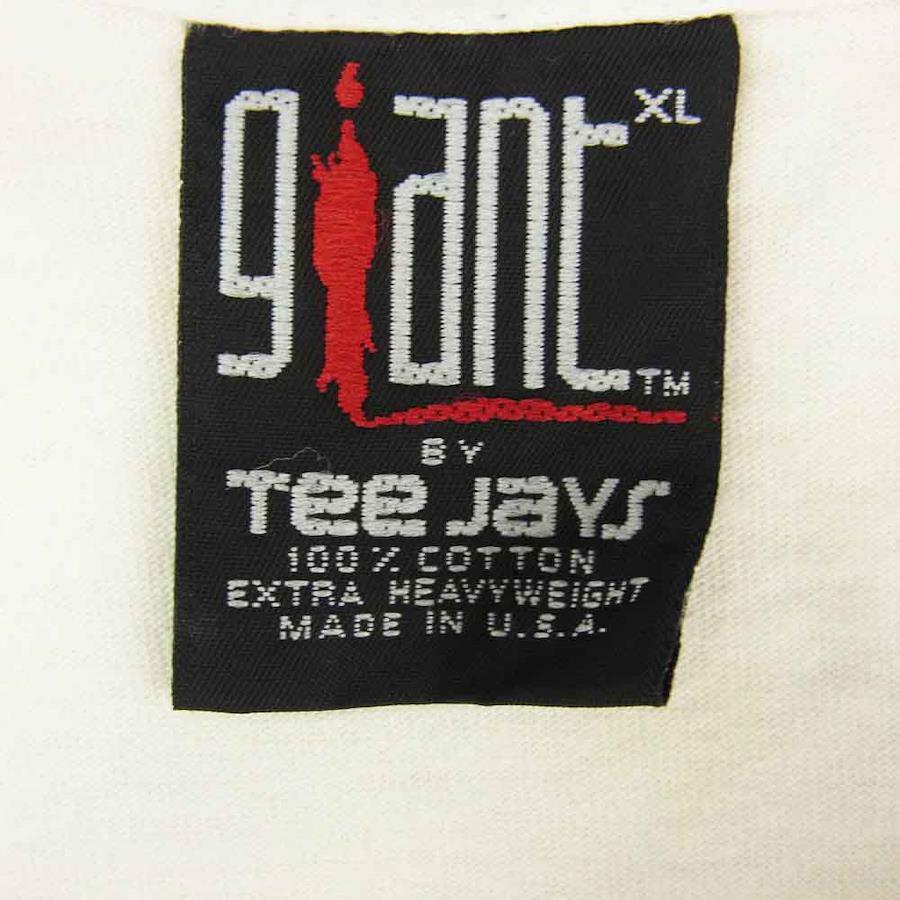 giant XL
TM
BY
Tee Jays
100% COTTON
EXTRA HEAVYWEIGHT
MADE IN U.S.A.